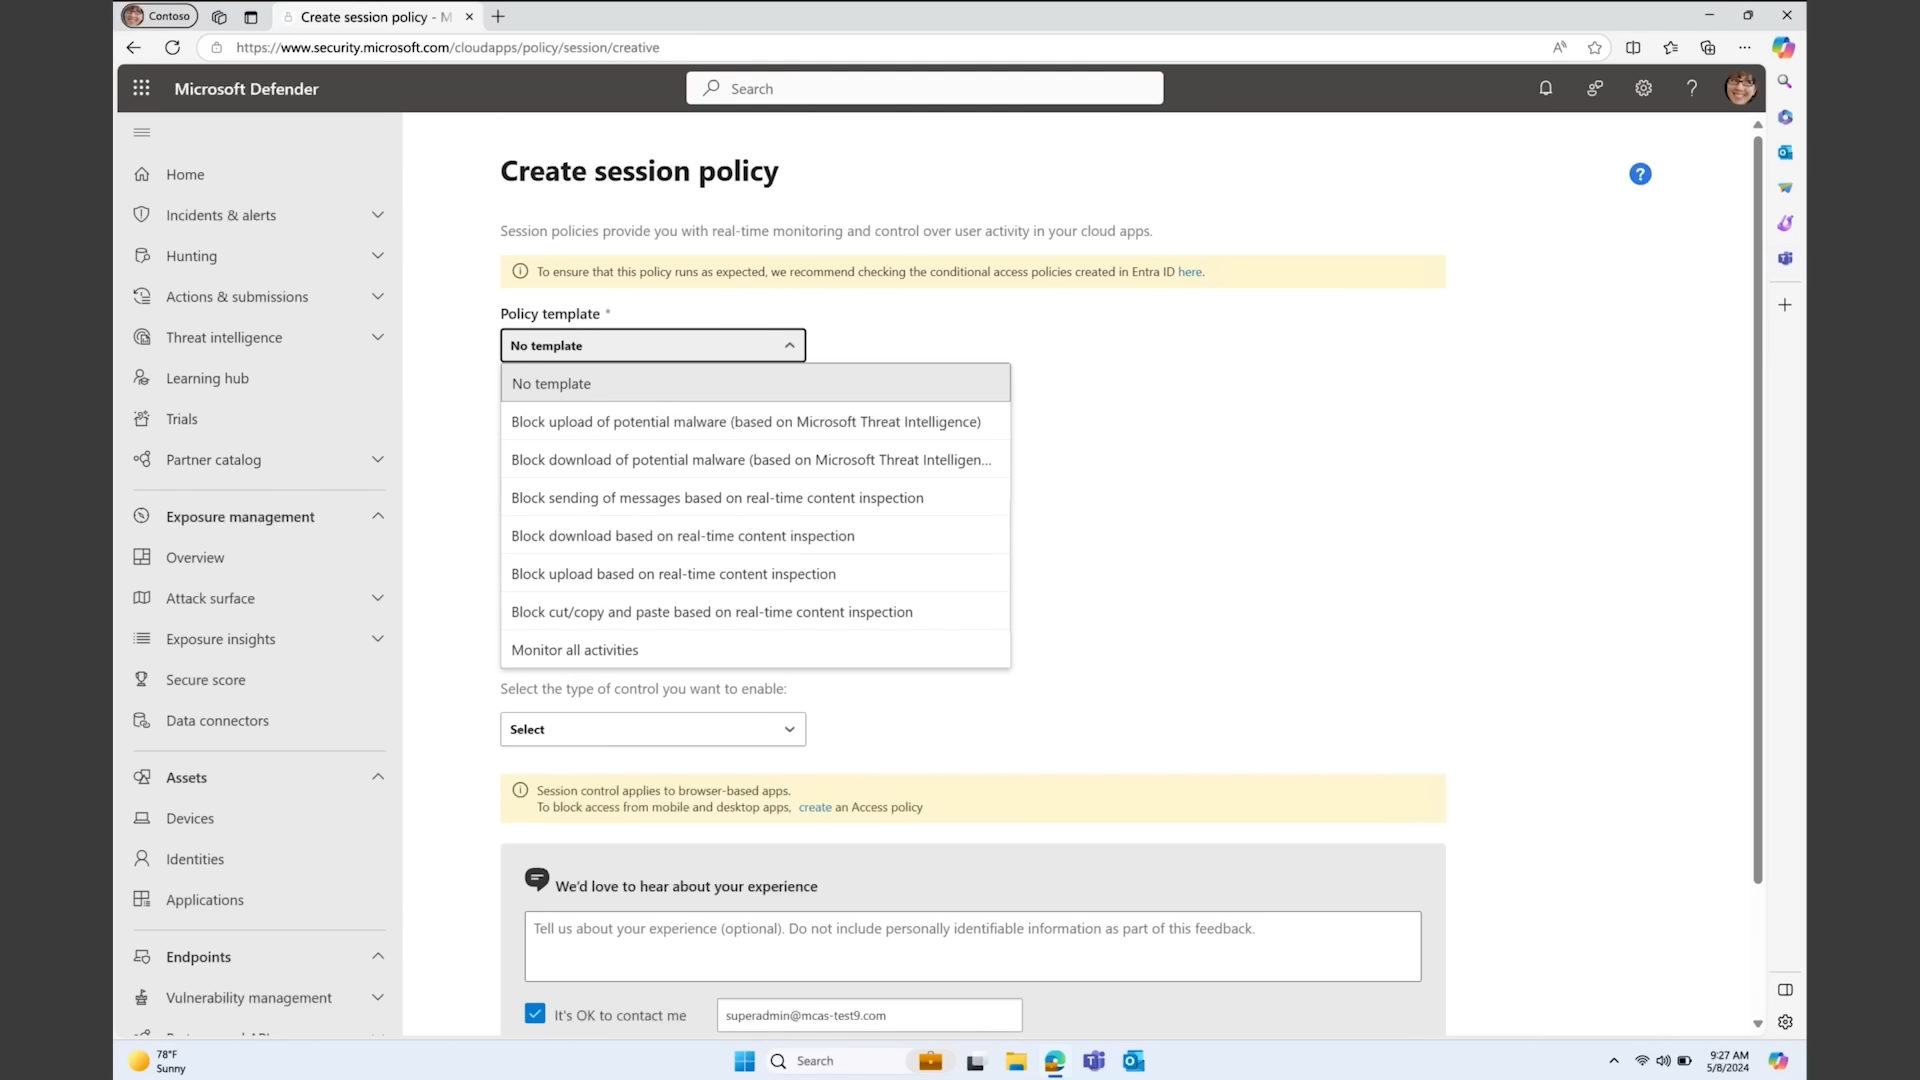 Contoso
Create session policy - M
https://www.security.microsoft.com/cloudapps/policy/session/creative
Microsoft Defender
Search
Home
Incidents & alerts
Hunting
Actions & submissions
Threat intelligence
Learning hub
Trials
Partner catalog
Exposure management
Overview
Attack surface
Exposure insights
Secure score
Data connectors
Assets
Devices
Identities
Applications
Endpoints
Vulnerability management
Create session policy
Session policies provide you with real-time monitoring and control over user activity in your cloud apps.
To ensure that this policy runs as expected, we recommend checking the conditional access policies created in Entra ID here.
Policy template *
No template
No template
Block upload of potential malware (based on Microsoft Threat Intelligence)
Block download of potential malware (based on Microsoft Threat Intelligen...
Block sending of messages based on real-time content inspection
Block download based on real-time content inspection
Block upload based on real-time content inspection
Block cut/copy and paste based on real-time content inspection
Monitor all activities
Select the type of control you want to enable:
Select
Session control applies to browser-based apps.
To block access from mobile and desktop apps, create an Access policy
We'd love to hear about your experience
Tell us about your experience (optional). Do not include personally identifiable information as part of this feedback.
It's OK to contact me
superadmin@mcas-test9.com
78°F
Sunny
Search
9:27 AM
5/8/2024